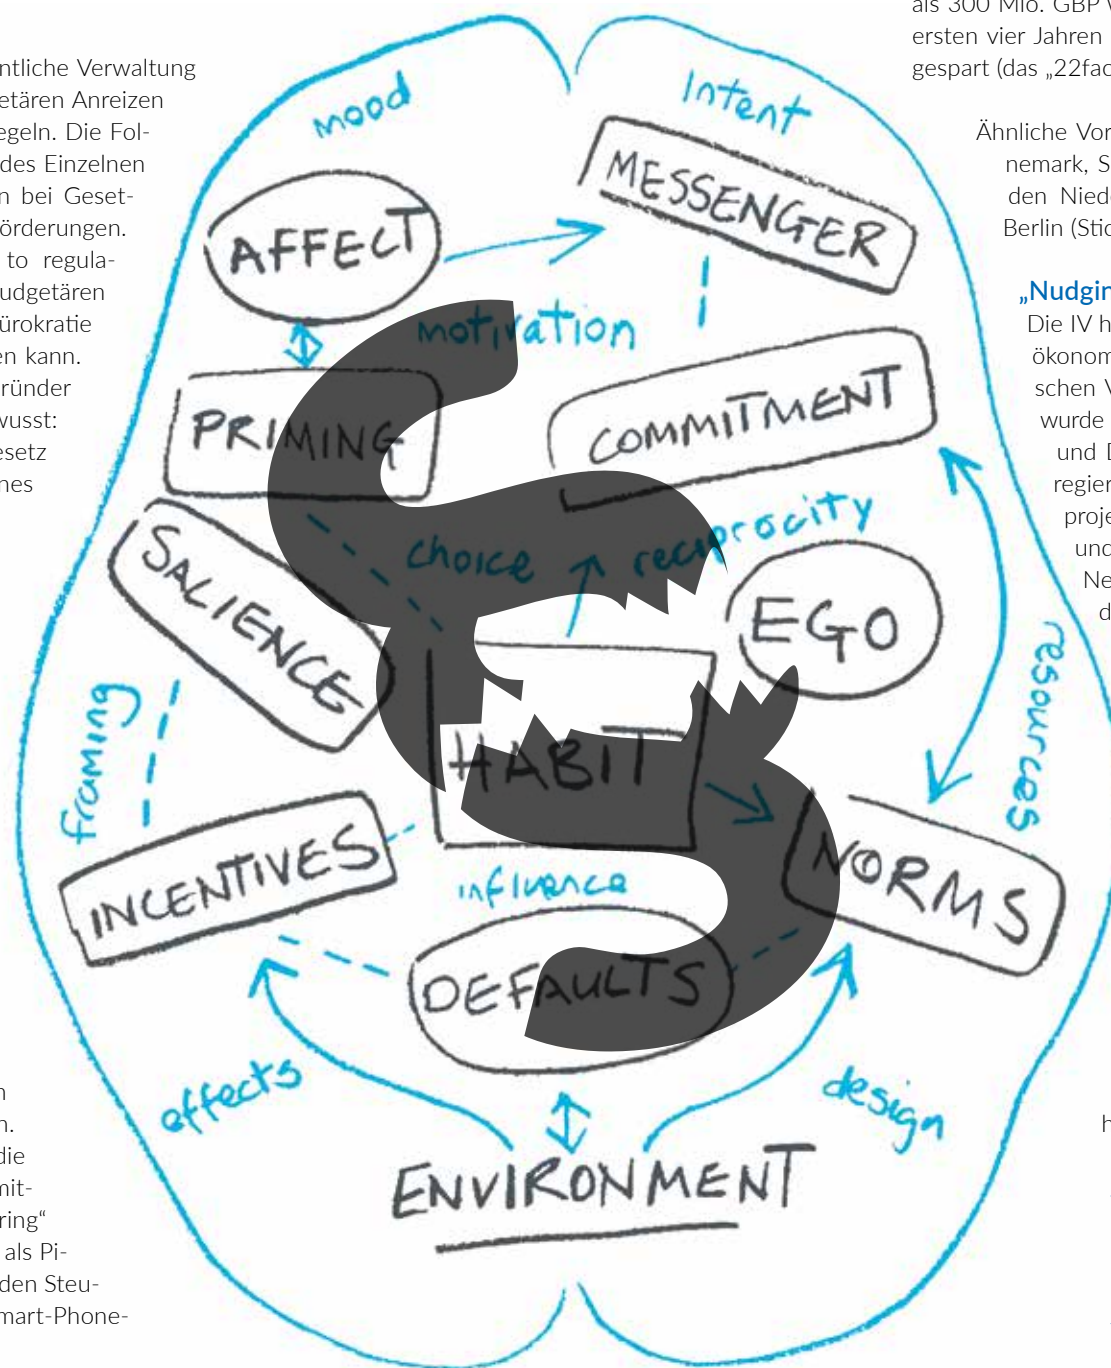 ntliche Verwaltung
etären Anreizen
egeln. Die Fol-
des Einzelnen
n bei Geset-
örderungen.
to regula-
udgetären
ürokratie
en kann.
ründer
wusst:
esetz
nes
n
n.
die
mit-
ring“
als Pi-
den Steu-
mart-Phone-
mood
Intent
AFFECT
MESSENGER
motivation
PRIMING
COMMITMENT
choice
reciprocity
SALIENCE
EGO
framing
resources
HABIT
INCENTIVES
NORMS
influence
DEFAULTS
effects
design
ENVIRONMENT
als 300 Mio. GBP
ersten vier Jahren
gespart (das „22fac
Ähnliche Vor
nemark, S
den Niede
Berlin (Stic
„Nudgin
Die IV h
ökonom
schen V
wurde
und D
regier
proje
und
Ne
d
h